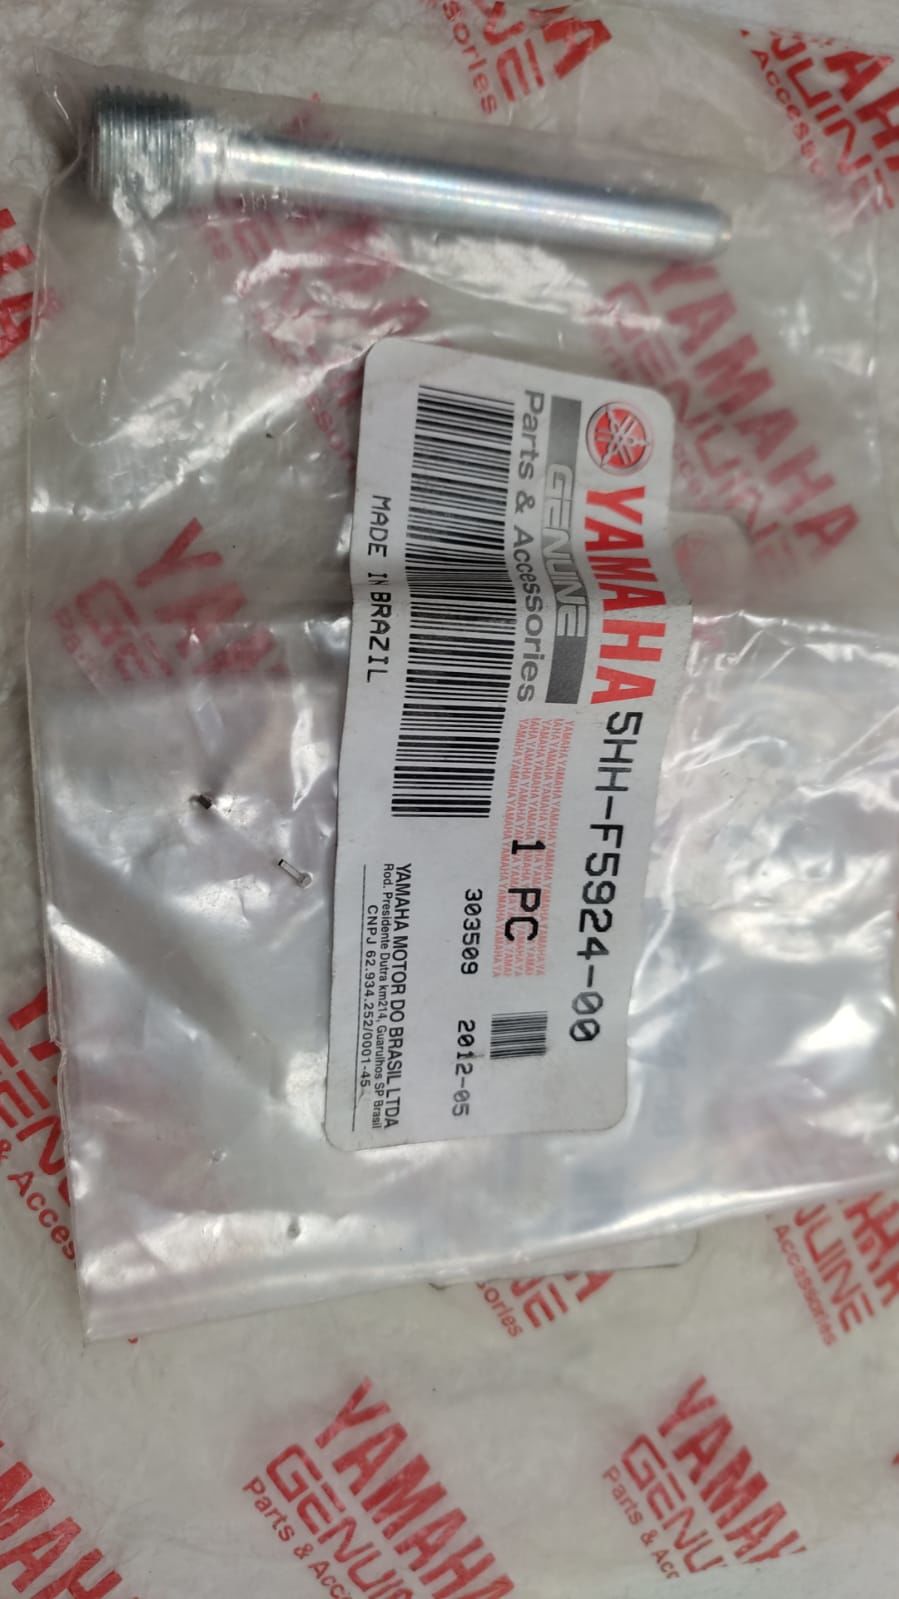 YAMAHA
GENUINE
Parts & Accessories
5HH-F5924-00
1 PC
303509 2012-05
MADE IN BRAZIL
YAMAHA MOTOR DO BRASIL LTDA
Rod. Presidente Dutra km214, Guarulhos SP Brasil
CNPJ 62.934.252/0001-45
YAMAHA
GENUINE
Parts & Accessories